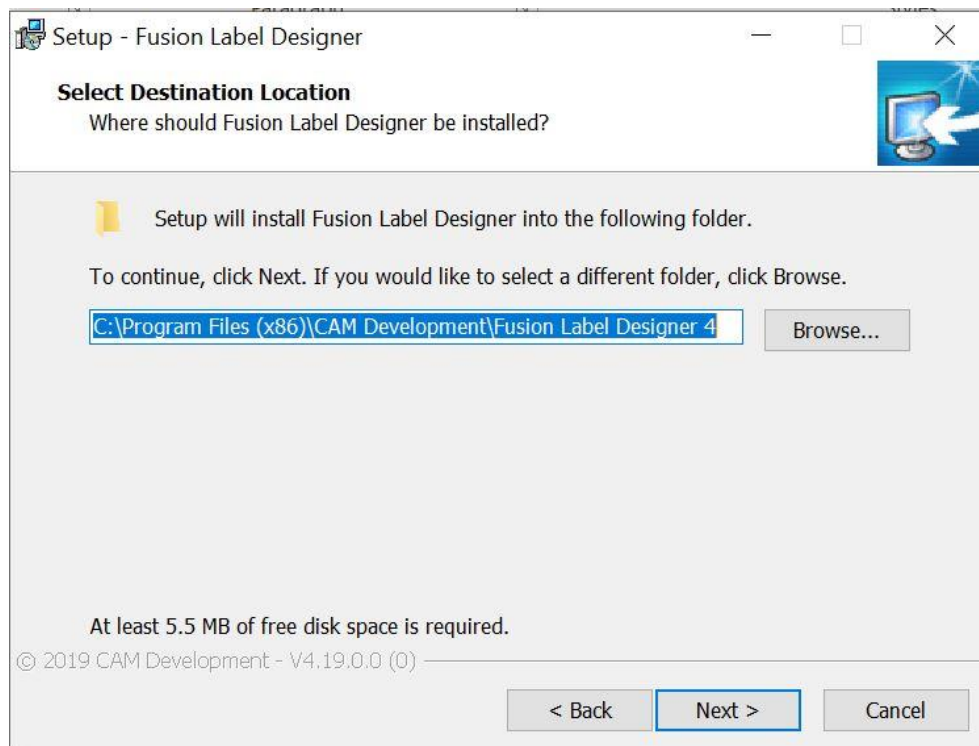 Setup - Fusion Label Designer
Select Destination Location
Where should Fusion Label Designer be installed?
Setup will install Fusion Label Designer into the following folder.
To continue, click Next. If you would like to select a different folder, click Browse.
C:\Program Files (x86)\CAM Development\Fusion Label Designer 4
Browse...
At least 5.5 MB of free disk space is required.
© 2019 CAM Development - V4.19.0.0 (0)
< Back
Next >
Cancel